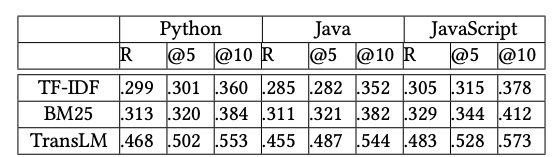 Python Java JavaScript
R @5 @10 R @5 @10 R @5 @10
TF-IDF .299 .301 .360 .285 .282 .352 .305 .315 .378
BM25 .313 .320 .384 .311 .321 .382 .329 .344 .412
TransLM .468 .502 .553 .455 .487 .544 .483 .528 .573